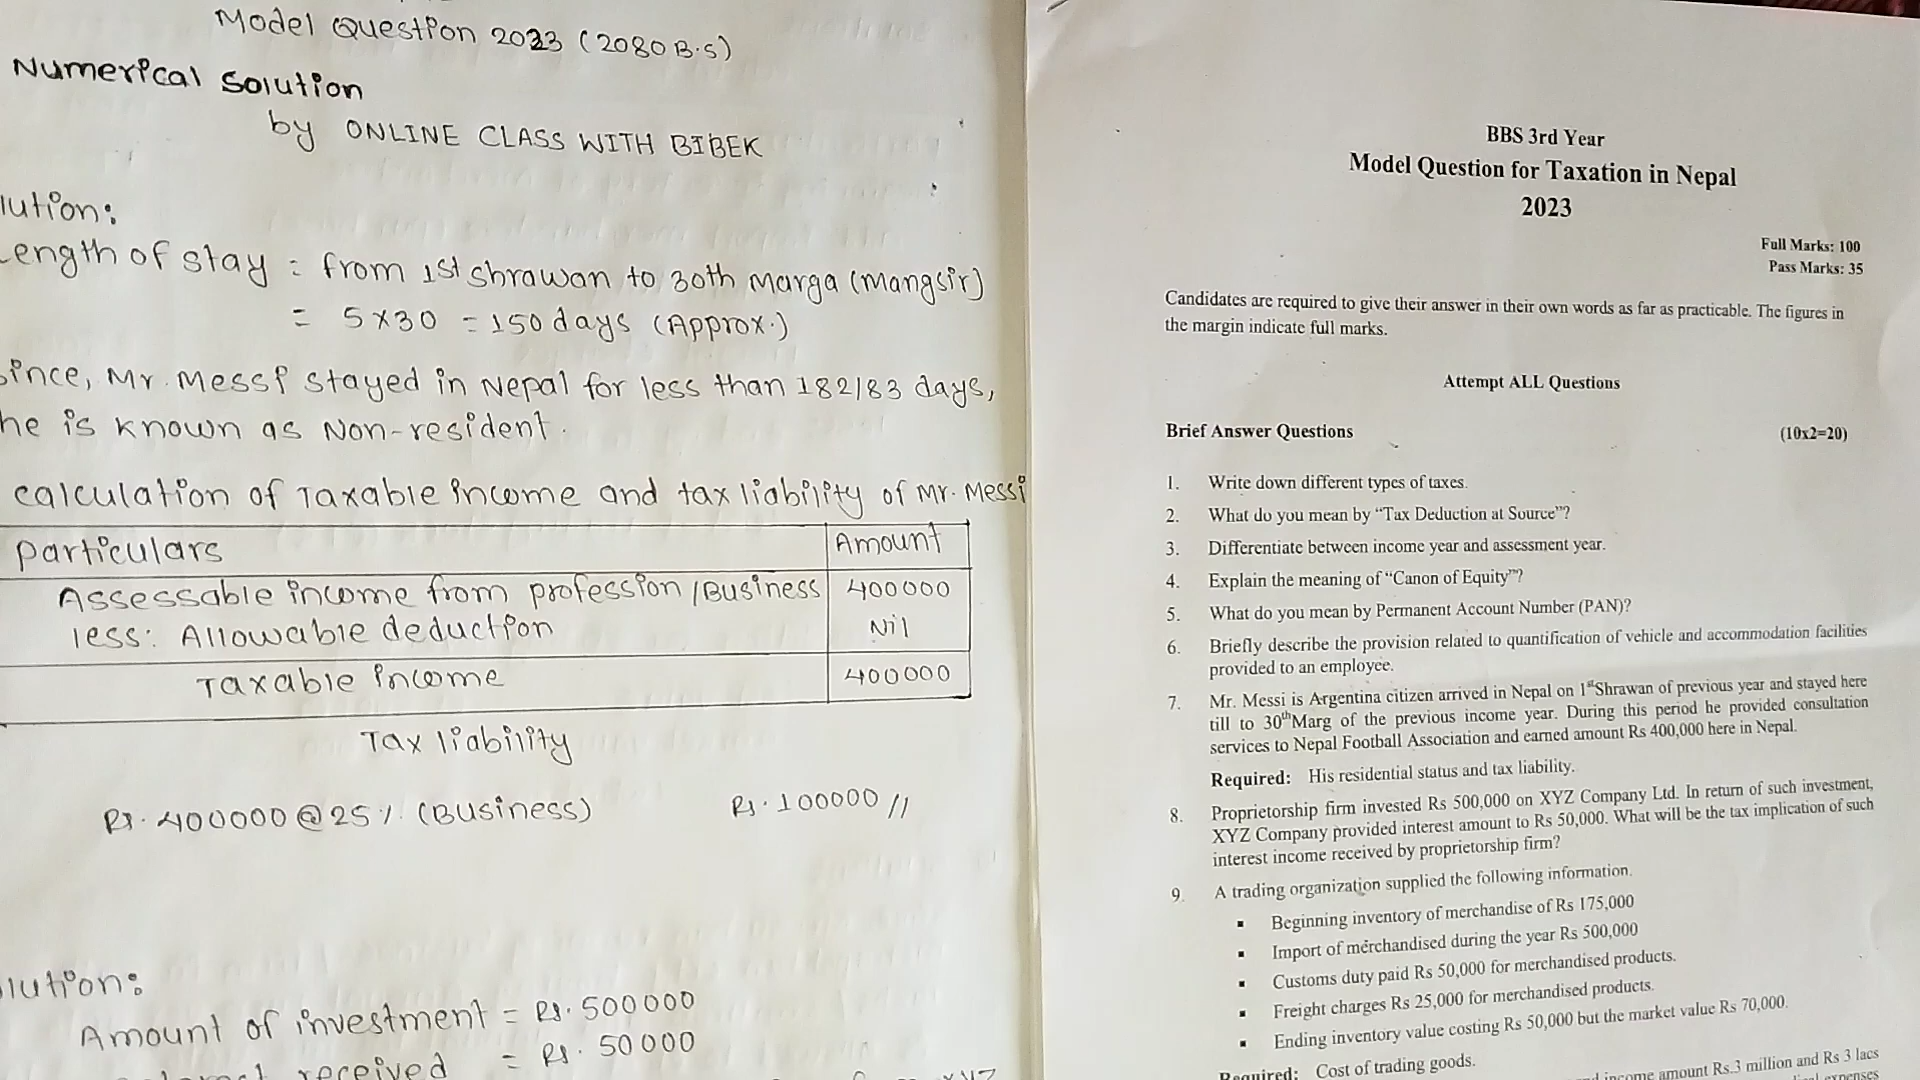 Model Question 2023 (2080 B.S)
Numerical Solution
by ONLINE CLASS WITH BIBEK
lution:
Length of stay = from 1st Shrawan to 30th Marga (Mangsir)
= 5 X 30 = 150 days (Approx.)
Since, Mr. Messi stayed in Nepal for less than 182/83 days,
he is known as Non-resident.
calculation of Taxable income and tax liability of Mr. Messi
particulars Amount
Assessable income from profession/Business 400000
less: Allowable deduction Nil
Taxable income 400000
Tax liability
Rs. 400000 @ 25 % (Business) Rs. 100000 //
lution:
Amount of investment = Rs. 500000
received = Rs. 50000
BBS 3rd Year
Model Question for Taxation in Nepal
2023
Full Marks: 100
Pass Marks: 35
Candidates are required to give their answer in their own words as far as practicable. The figures in
the margin indicate full marks.
Attempt ALL Questions
Brief Answer Questions (10x2=20)
1. Write down different types of taxes.
2. What do you mean by “Tax Deduction at Source”?
3. Differentiate between income year and assessment year.
4. Explain the meaning of “Canon of Equity”?
5. What do you mean by Permanent Account Number (PAN)?
6. Briefly describe the provision related to quantification of vehicle and accommodation facilities
provided to an employee.
7. Mr. Messi is Argentina citizen arrived in Nepal on 1st Shrawan of previous year and stayed here
till to 30th Marg of the previous income year. During this period he provided consultation
services to Nepal Football Association and earned amount Rs 400,000 here in Nepal.
Required: His residential status and tax liability.
8. Proprietorship firm invested Rs 500,000 on XYZ Company Ltd. In return of such investment,
XYZ Company provided interest amount to Rs 50,000. What will be the tax implication of such
interest income received by proprietorship firm?
9. A trading organization supplied the following information.
▪ Beginning inventory of merchandise of Rs 175,000
▪ Import of merchandised during the year Rs 500,000
▪ Customs duty paid Rs 50,000 for merchandised products.
▪ Freight charges Rs 25,000 for merchandised products.
▪ Ending inventory value costing Rs 50,000 but the market value Rs 70,000.
Required: Cost of trading goods.
income amount Rs.3 million and Rs 3 lacs